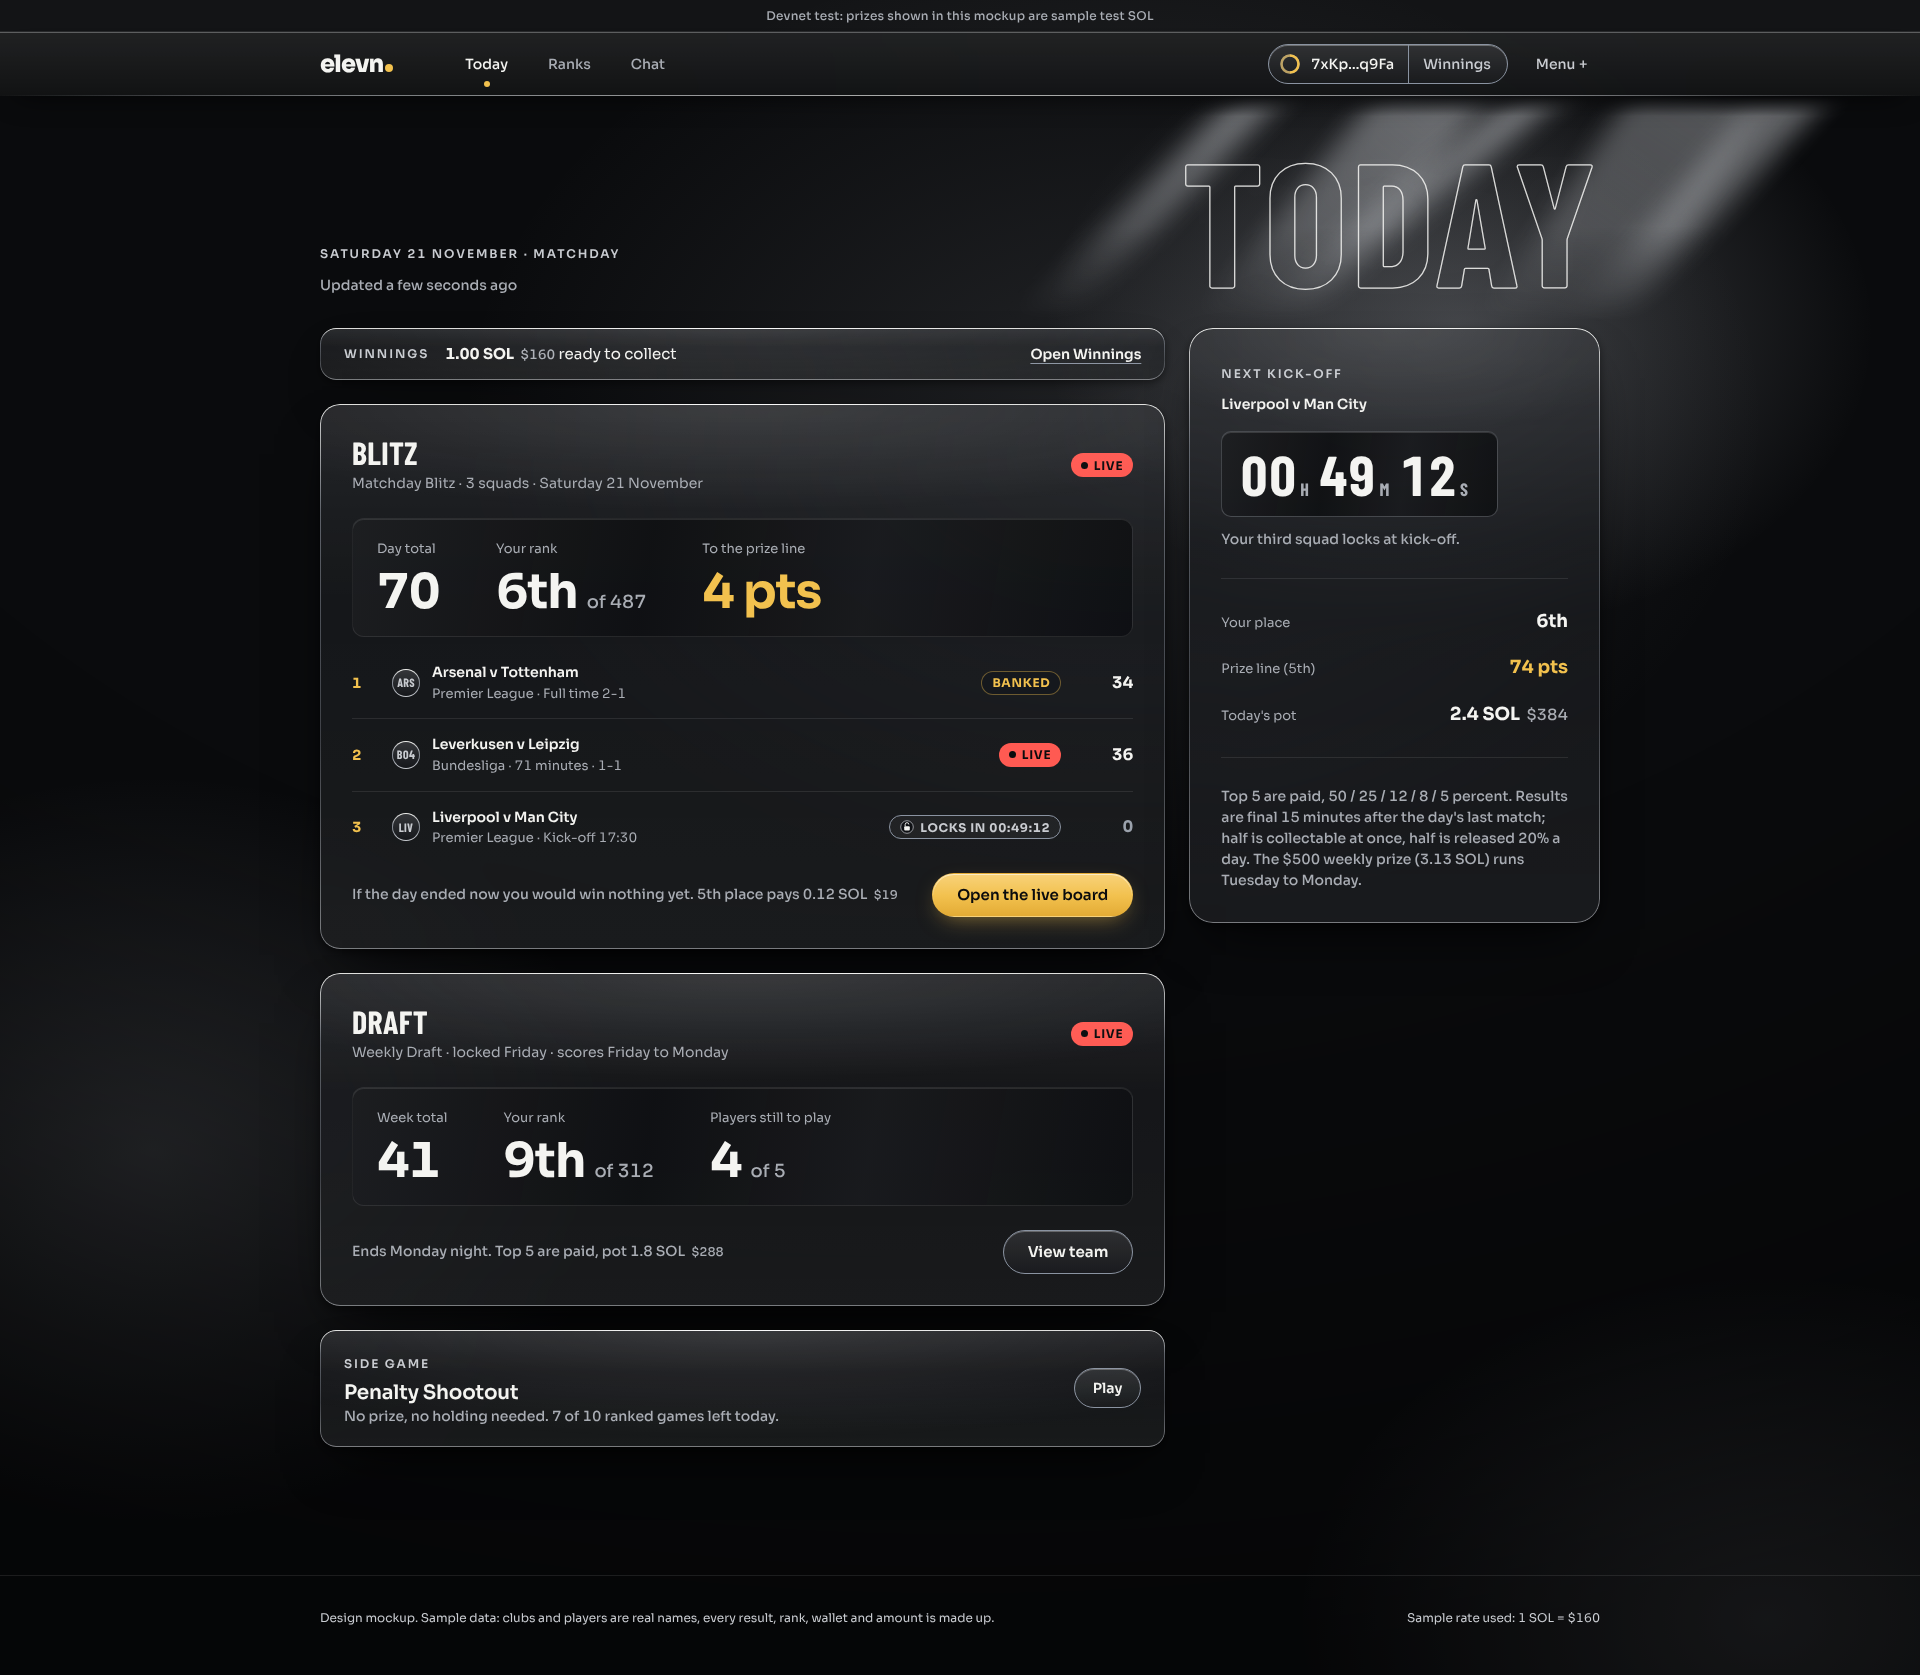 Devnet test: prizes shown in this mockup are sample test SOL
elevn.
Today
Ranks
Chat
7xKp...q9Fa
Winnings
Menu +
TODAY
SATURDAY 21 NOVEMBER · MATCHDAY
Updated a few seconds ago
WINNINGS 1.00 SOL $160 ready to collect
Open Winnings
BLITZ
Matchday Blitz · 3 squads · Saturday 21 November
LIVE
Day total
70
Your rank
6th of 487
To the prize line
4 pts
1 ARS Arsenal v Tottenham
Premier League · Full time 2-1
BANKED 34
2 B04 Leverkusen v Leipzig
Bundesliga · 71 minutes · 1-1
LIVE 36
3 LIV Liverpool v Man City
Premier League · Kick-off 17:30
LOCKS IN 00:49:12 0
If the day ended now you would win nothing yet. 5th place pays 0.12 SOL $19
Open the live board
NEXT KICK-OFF
Liverpool v Man City
00 H 49 M 12 S
Your third squad locks at kick-off.
Your place 6th
Prize line (5th) 74 pts
Today's pot 2.4 SOL $384
Top 5 are paid, 50 / 25 / 12 / 8 / 5 percent. Results
are final 15 minutes after the day's last match;
half is collectable at once, half is released 20% a
day. The $500 weekly prize (3.13 SOL) runs
Tuesday to Monday.
DRAFT
Weekly Draft · locked Friday · scores Friday to Monday
LIVE
Week total
41
Your rank
9th of 312
Players still to play
4 of 5
Ends Monday night. Top 5 are paid, pot 1.8 SOL $288
View team
SIDE GAME
Penalty Shootout
No prize, no holding needed. 7 of 10 ranked games left today.
Play
Design mockup. Sample data: clubs and players are real names, every result, rank, wallet and amount is made up.
Sample rate used: 1 SOL = $160